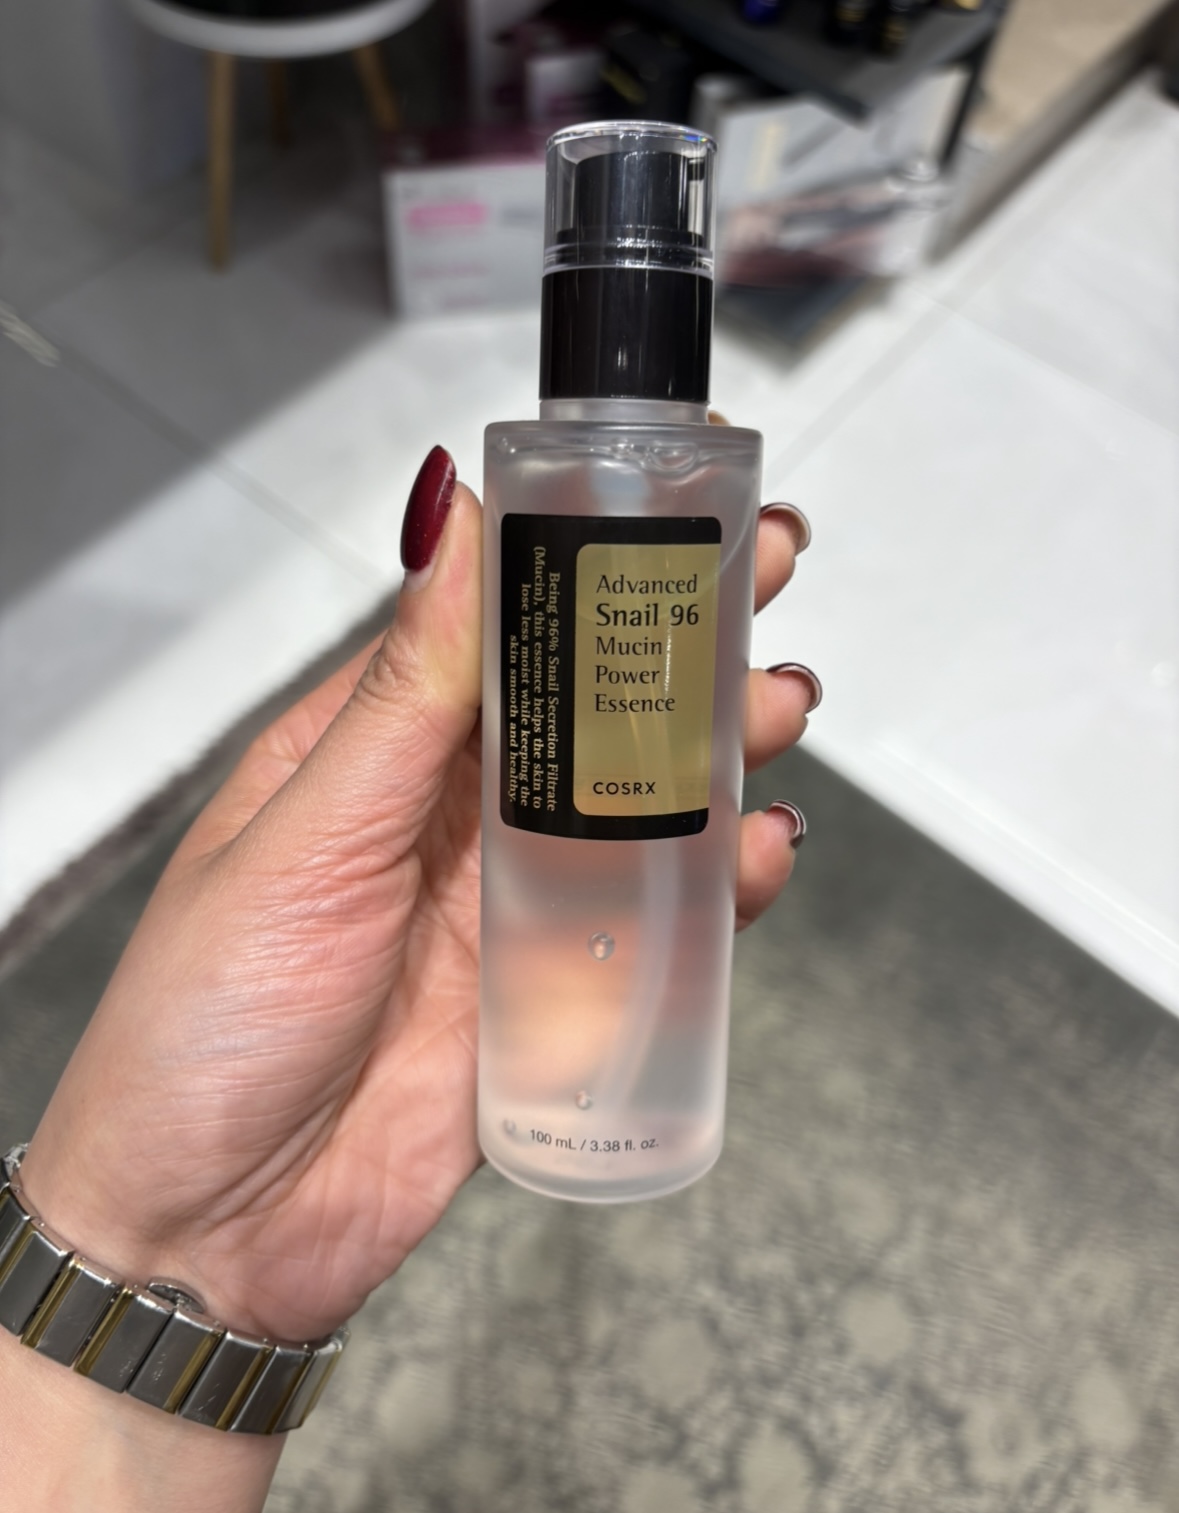 Advanced
Snail 96
Mucin
Power
Essence
COSRX
Being 96% Snail Secretion Filtrate
(Mucin), this essence helps the skin to
lose less moist while keeping the
skin smooth and healthy.
100 mL / 3.38 fl. oz.